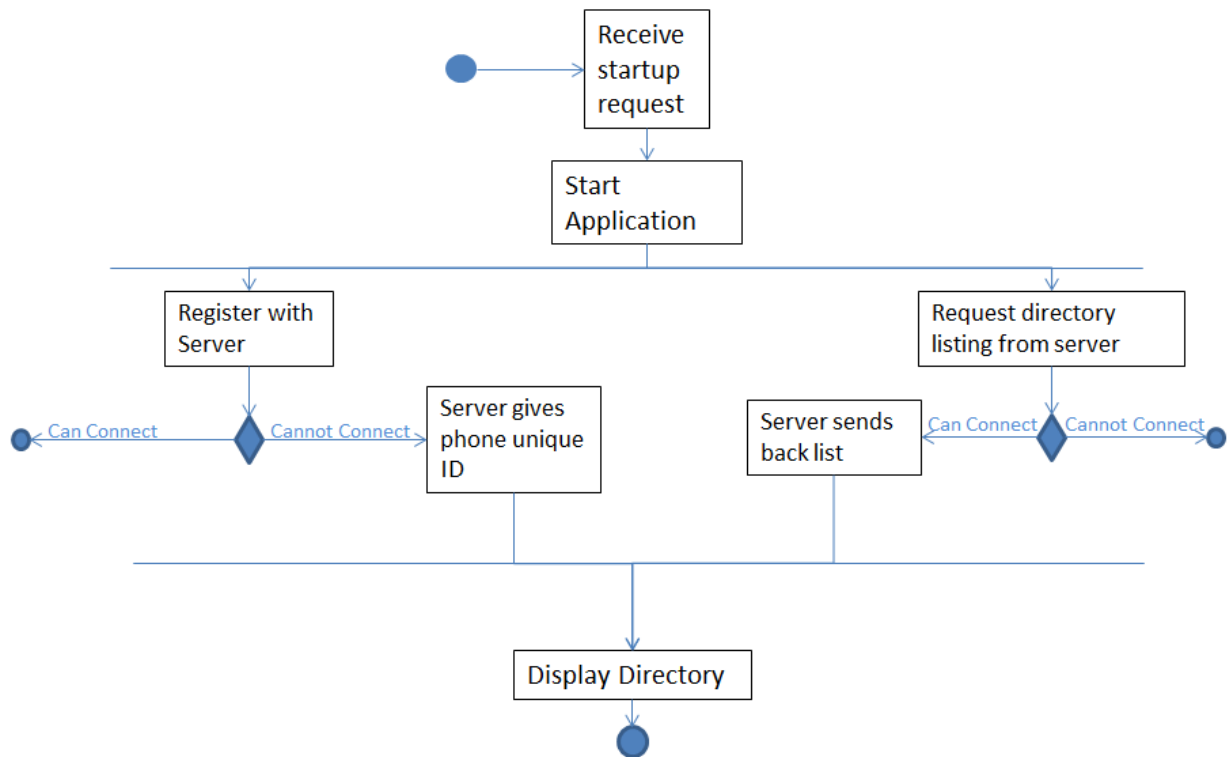 Receive
startup
request
Start
Application
Register with
Server
Request directory
listing from server
Can Connect
Cannot Connect
Server gives
phone unique
ID
Server sends
back list
Can Connect
Cannot Connect
Display Directory